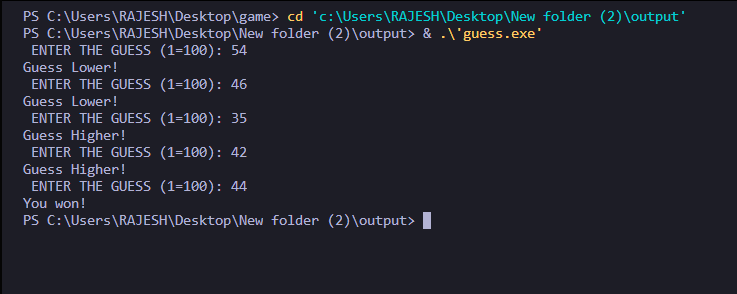 PS C:\Users\RAJESH\Desktop\game> cd 'c:\Users\RAJESH\Desktop\New folder (2)\output'
PS C:\Users\RAJESH\Desktop\New folder (2)\output> & .\'guess.exe'
 ENTER THE GUESS (1=100): 54
Guess Lower!
 ENTER THE GUESS (1=100): 46
Guess Lower!
 ENTER THE GUESS (1=100): 35
Guess Higher!
 ENTER THE GUESS (1=100): 42
Guess Higher!
 ENTER THE GUESS (1=100): 44
You won!
PS C:\Users\RAJESH\Desktop\New folder (2)\output>